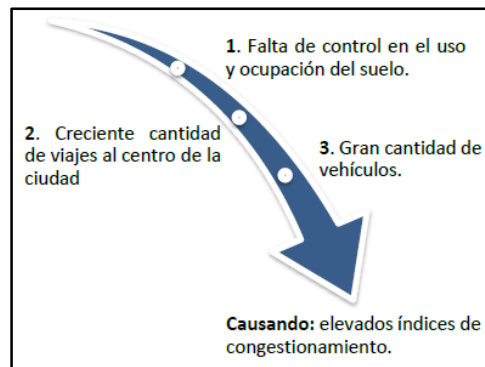 1. Falta de control en el uso
y ocupación del suelo.
2. Creciente cantidad
de viajes al centro de la
ciudad
3. Gran cantidad de
vehículos.
Causando: elevados índices de
congestionamiento.